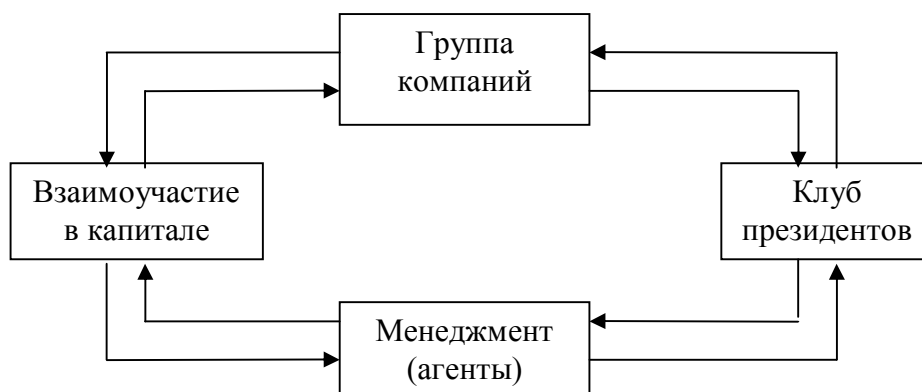 Группа
компаний
Взаимоучастие
в капитале
Клуб
президентов
Менеджмент
(агенты)